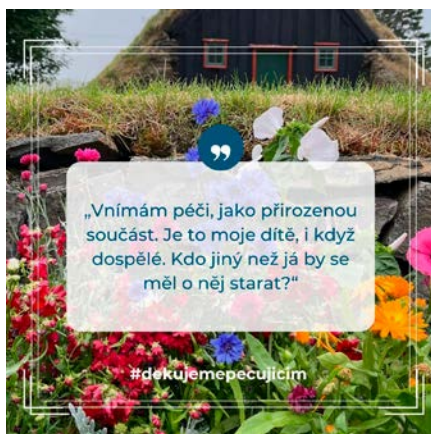 „Vnímám péči, jako přirozenou
součást. Je to moje dítě, i když
dospělé. Kdo jiný než já by se
měl o něj starat?“
#dekujemepecujicim